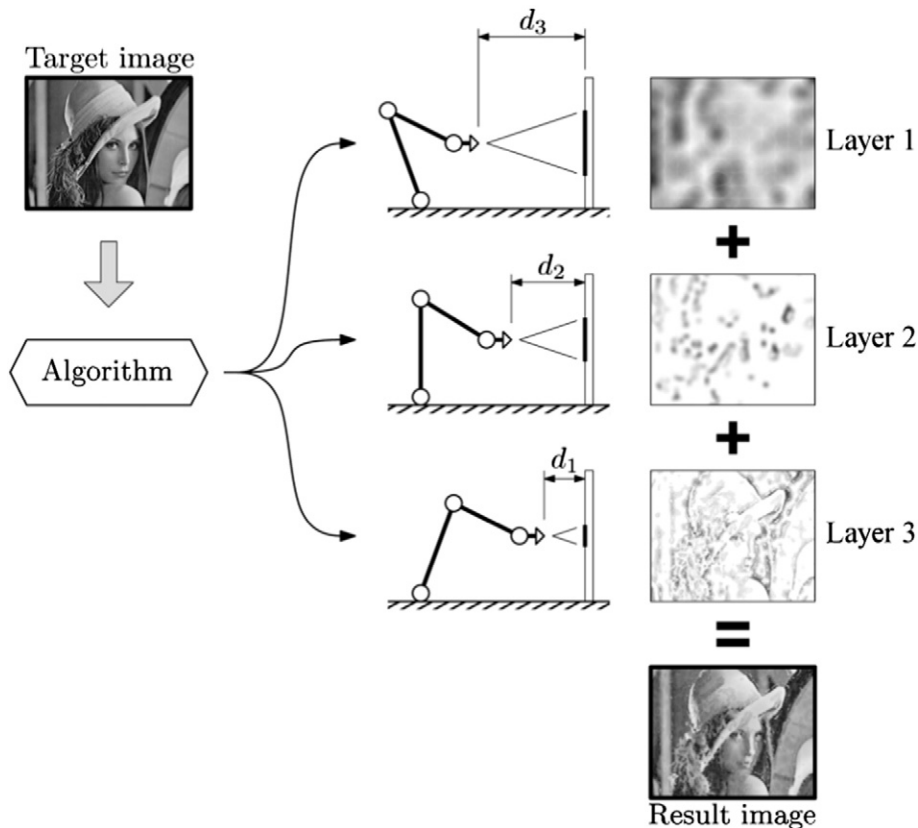 Target image
Algorithm
d₃
Layer 1
+
d₂
Layer 2
+
d₁
Layer 3
=
Result image